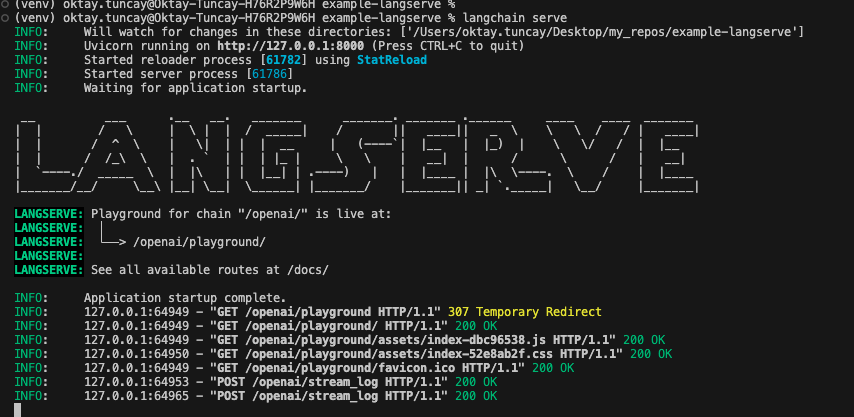 (venv) oktay.tuncay@Oktay-Tuncay-H76R2P9W6H example-langserve %
(venv) oktay.tuncay@Oktay-Tuncay-H76R2P9W6H example-langserve % langchain serve
INFO:     Will watch for changes in these directories: ['/Users/oktay.tuncay/Desktop/my_repos/example-langserve']
INFO:     Uvicorn running on http://127.0.0.1:8000 (Press CTRL+C to quit)
INFO:     Started reloader process [61782] using StatReload
INFO:     Started server process [61786]
INFO:     Waiting for application startup.
LANGSERVE
LANGSERVE: Playground for chain "/openai/" is live at:
LANGSERVE:  │
LANGSERVE:  └──> /openai/playground/
LANGSERVE:
LANGSERVE: See all available routes at /docs/
INFO:     Application startup complete.
INFO:     127.0.0.1:64949 - "GET /openai/playground HTTP/1.1" 307 Temporary Redirect
INFO:     127.0.0.1:64949 - "GET /openai/playground/ HTTP/1.1" 200 OK
INFO:     127.0.0.1:64949 - "GET /openai/playground/assets/index-dbc96538.js HTTP/1.1" 200 OK
INFO:     127.0.0.1:64950 - "GET /openai/playground/assets/index-52e8ab2f.css HTTP/1.1" 200 OK
INFO:     127.0.0.1:64949 - "GET /openai/playground/favicon.ico HTTP/1.1" 200 OK
INFO:     127.0.0.1:64953 - "POST /openai/stream_log HTTP/1.1" 200 OK
INFO:     127.0.0.1:64965 - "POST /openai/stream_log HTTP/1.1" 200 OK